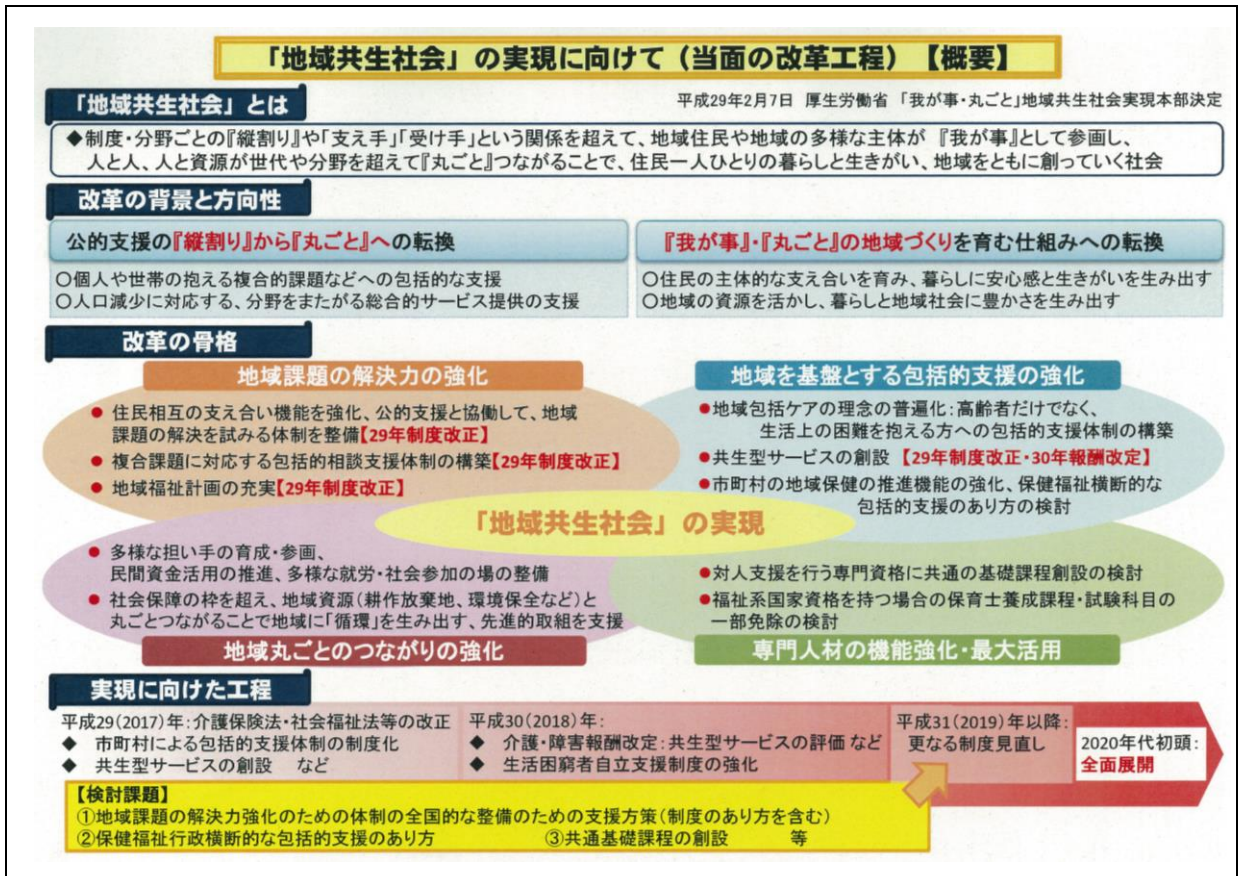 「地域共生社会」の実現に向けて（当面の改革工程）【概要】
「地域共生社会」とは
平成29年2月7日 厚生労働省 「我が事・丸ごと」地域共生社会実現本部決定
◆制度・分野ごとの『縦割り』や「支え手」「受け手」という関係を超えて、地域住民や地域の多様な主体が 『我が事』として参画し、
人と人、人と資源が世代や分野を超えて『丸ごと』つながることで、住民一人ひとりの暮らしと生きがい、地域をともに創っていく社会
改革の背景と方向性
公的支援の『縦割り』から『丸ごと』への転換
○個人や世帯の抱える複合的課題などへの包括的な支援
○人口減少に対応する、分野をまたがる総合的サービス提供の支援
『我が事』・『丸ごと』の地域づくりを育む仕組みへの転換
○住民の主体的な支え合いを育み、暮らしに安心感と生きがいを生み出す
○地域の資源を活かし、暮らしと地域社会に豊かさを生み出す
改革の骨格
地域課題の解決力の強化
● 住民相互の支え合い機能を強化、公的支援と協働して、地域
課題の解決を試みる体制を整備【29年制度改正】
● 複合課題に対応する包括的相談支援体制の構築【29年制度改正】
● 地域福祉計画の充実【29年制度改正】
地域を基盤とする包括的支援の強化
●地域包括ケアの理念の普遍化：高齢者だけでなく、
生活上の困難を抱える方への包括的支援体制の構築
●共生型サービスの創設 【29年制度改正・30年報酬改定】
●市町村の地域保健の推進機能の強化、保健福祉横断的な
包括的支援のあり方の検討
「地域共生社会」の実現
● 多様な担い手の育成・参画、
民間資金活用の推進、多様な就労・社会参加の場の整備
● 社会保障の枠を超え、地域資源（耕作放棄地、環境保全など）と
丸ごとつながることで地域に「循環」を生み出す、先進的取組を支援
地域丸ごとのつながりの強化
●対人支援を行う専門資格に共通の基礎課程創設の検討
●福祉系国家資格を持つ場合の保育士養成課程・試験科目の
一部免除の検討
専門人材の機能強化・最大活用
実現に向けた工程
平成29(2017)年：介護保険法・社会福祉法等の改正
◆ 市町村による包括的支援体制の制度化
◆ 共生型サービスの創設 など
平成30(2018)年：
◆ 介護・障害報酬改定：共生型サービスの評価 など
◆ 生活困窮者自立支援制度の強化
平成31(2019)年以降：
更なる制度見直し
2020年代初頭：
全面展開
【検討課題】
①地域課題の解決力強化のための体制の全国的な整備のための支援方策（制度のあり方を含む）
②保健福祉行政横断的な包括的支援のあり方 ③共通基礎課程の創設 等